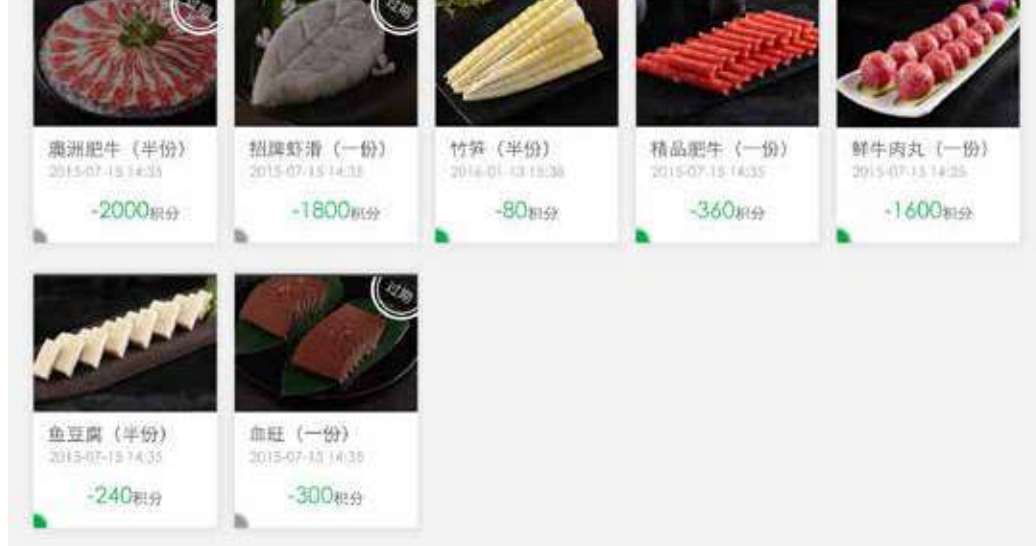 过期
过期
澳洲肥牛（半份）
招牌虾滑（一份）
竹笋（半份）
精品肥牛（一份）
鲜牛肉丸（一份）
2015-07-15 14:35
2015-07-15 14:35
2016-01-13 15:38
2015-07-15 14:35
2015-07-15 14:35
-2000积分
-1800积分
-80积分
-360积分
-1600积分
过期
鱼豆腐（半份）
血旺（一份）
2015-07-15 14:35
2015-07-15 14:35
-240积分
-300积分